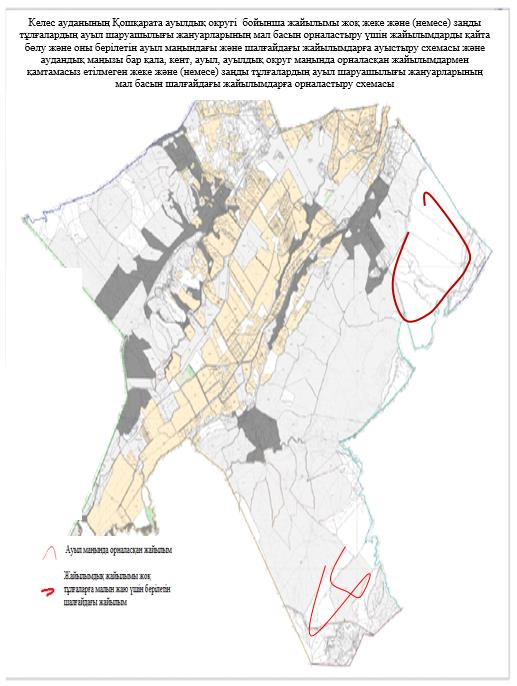 Келес ауданының Қошқарата ауылдық округі бойынша жайылымы жоқ жеке және (немесе) заңды
тұлғалардың ауыл шаруашылығы жануарларының мал басын орналастыру үшін жайылымдарды қайта
бөлу және оны берілетін ауыл маңындағы және шалғайдағы жайылымдарға ауыстыру схемасы және
аудандық маңызы бар қала, кент, ауыл, ауылдық округ маңында орналасқан жайылымдармен
қамтамасыз етілмеген жеке және (немесе) заңды тұлғалардың ауыл шаруашылығы жануарларының
мал басын шалғайдағы жайылымдарға орналастыру схемасы
Ауыл маңында орналасқан жайылым
Жайылымдық жайылымы жоқ
тұлғаларға малын жаю үшін берілетін
шалғайдағы жайылым